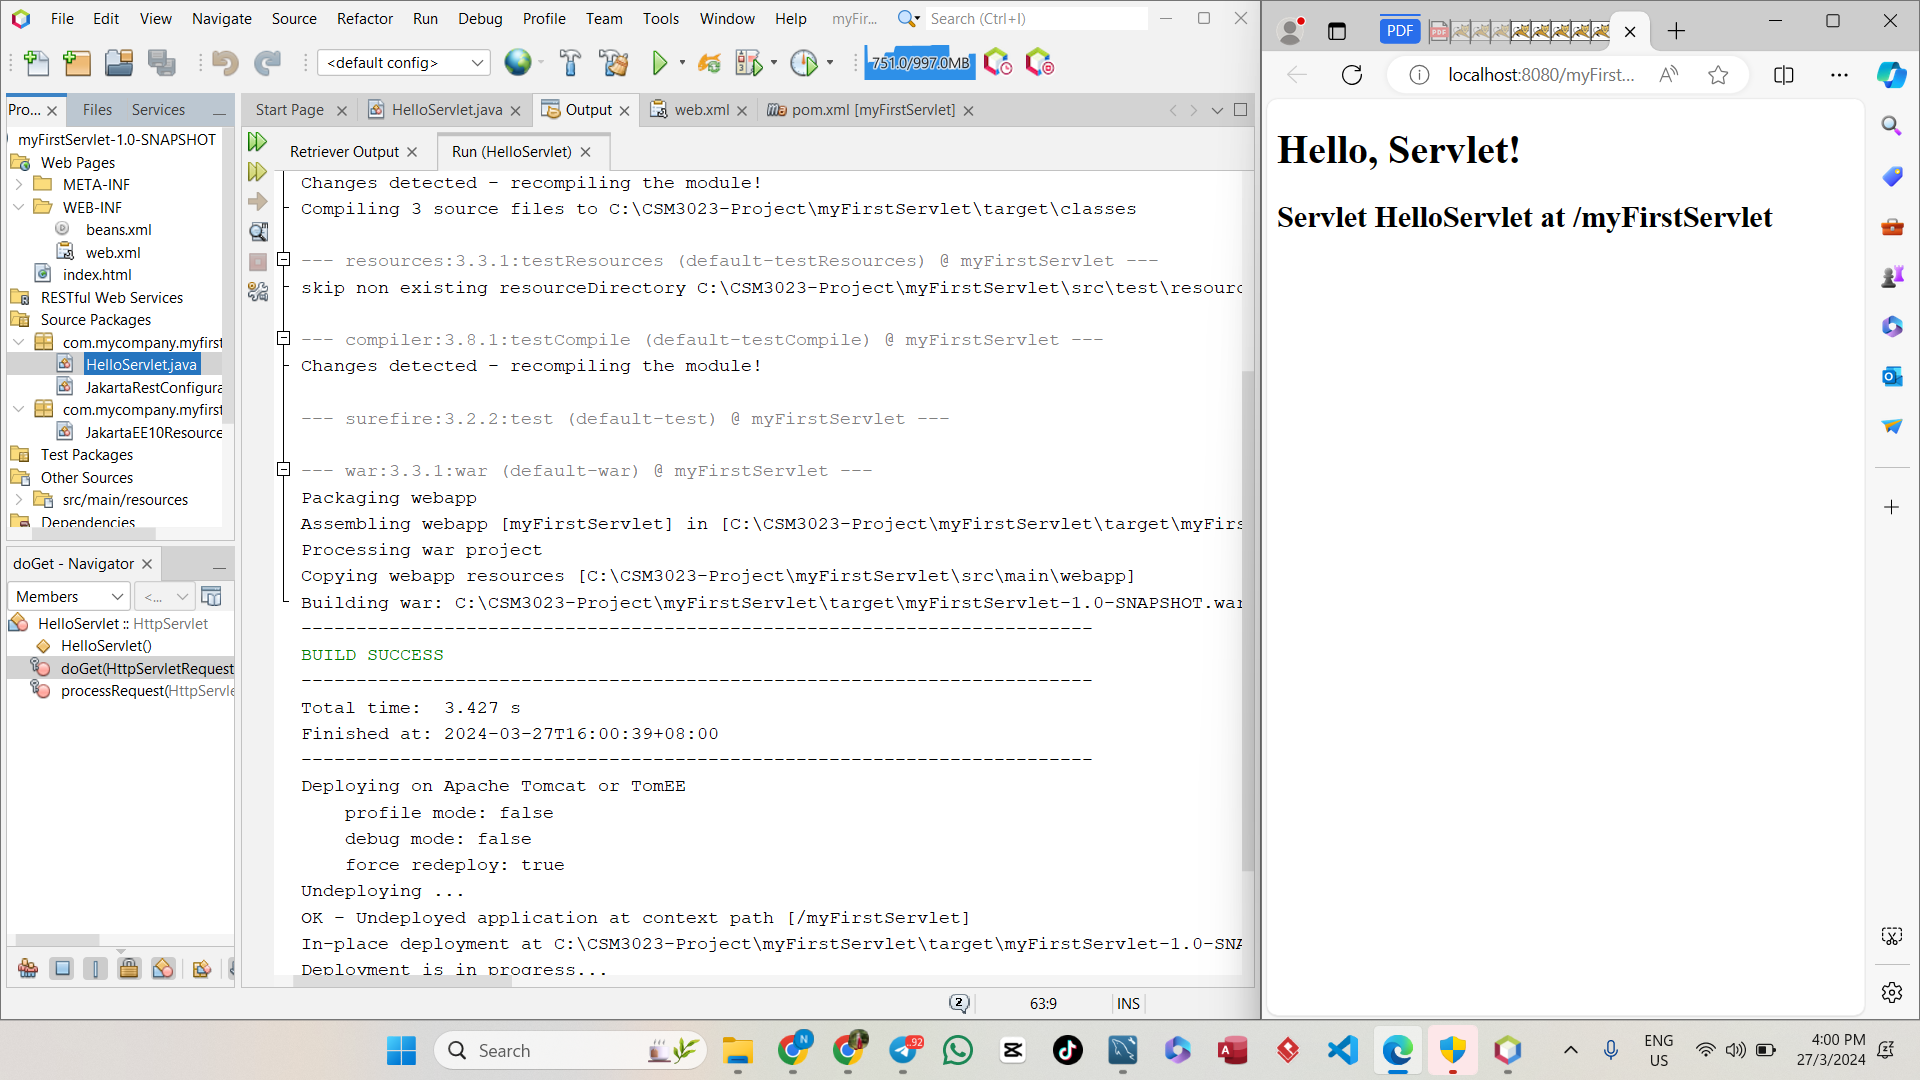 File Edit View Navigate Source Refactor Run Debug Profile Team Tools Window Help myFir... Search (Ctrl+I)
<default config> 751.0/997.0MB
Pro... Files Services
myFirstServlet-1.0-SNAPSHOT
Web Pages
META-INF
WEB-INF
beans.xml
web.xml
index.html
RESTful Web Services
Source Packages
com.mycompany.myfirst
HelloServlet.java
JakartaRestConfigura
com.mycompany.myfirst
JakartaEE10Resource
Test Packages
Other Sources
src/main/resources
Dependencies
doGet - Navigator
Members <...
HelloServlet :: HttpServlet
HelloServlet()
doGet(HttpServletRequest
processRequest(HttpServle
Start Page HelloServlet.java Output web.xml pom.xml [myFirstServlet]
Retriever Output Run (HelloServlet)
Changes detected - recompiling the module!
Compiling 3 source files to C:\CSM3023-Project\myFirstServlet\target\classes
--- resources:3.3.1:testResources (default-testResources) @ myFirstServlet ---
skip non existing resourceDirectory C:\CSM3023-Project\myFirstServlet\src\test\resourc
--- compiler:3.8.1:testCompile (default-testCompile) @ myFirstServlet ---
Changes detected - recompiling the module!
--- surefire:3.2.2:test (default-test) @ myFirstServlet ---
--- war:3.3.1:war (default-war) @ myFirstServlet ---
Packaging webapp
Assembling webapp [myFirstServlet] in [C:\CSM3023-Project\myFirstServlet\target\myFirs
Processing war project
Copying webapp resources [C:\CSM3023-Project\myFirstServlet\src\main\webapp]
Building war: C:\CSM3023-Project\myFirstServlet\target\myFirstServlet-1.0-SNAPSHOT.war
------------------------------------------------------------------------
BUILD SUCCESS
------------------------------------------------------------------------
Total time:  3.427 s
Finished at: 2024-03-27T16:00:39+08:00
------------------------------------------------------------------------
Deploying on Apache Tomcat or TomEE
profile mode: false
debug mode: false
force redeploy: true
Undeploying ...
OK - Undeployed application at context path [/myFirstServlet]
In-place deployment at C:\CSM3023-Project\myFirstServlet\target\myFirstServlet-1.0-SNA
Deployment is in progress...
2 63:9 INS
PDF
localhost:8080/myFirst...
Hello, Servlet!
Servlet HelloServlet at /myFirstServlet
Search
N
92
ENG
US
4:00 PM
27/3/2024